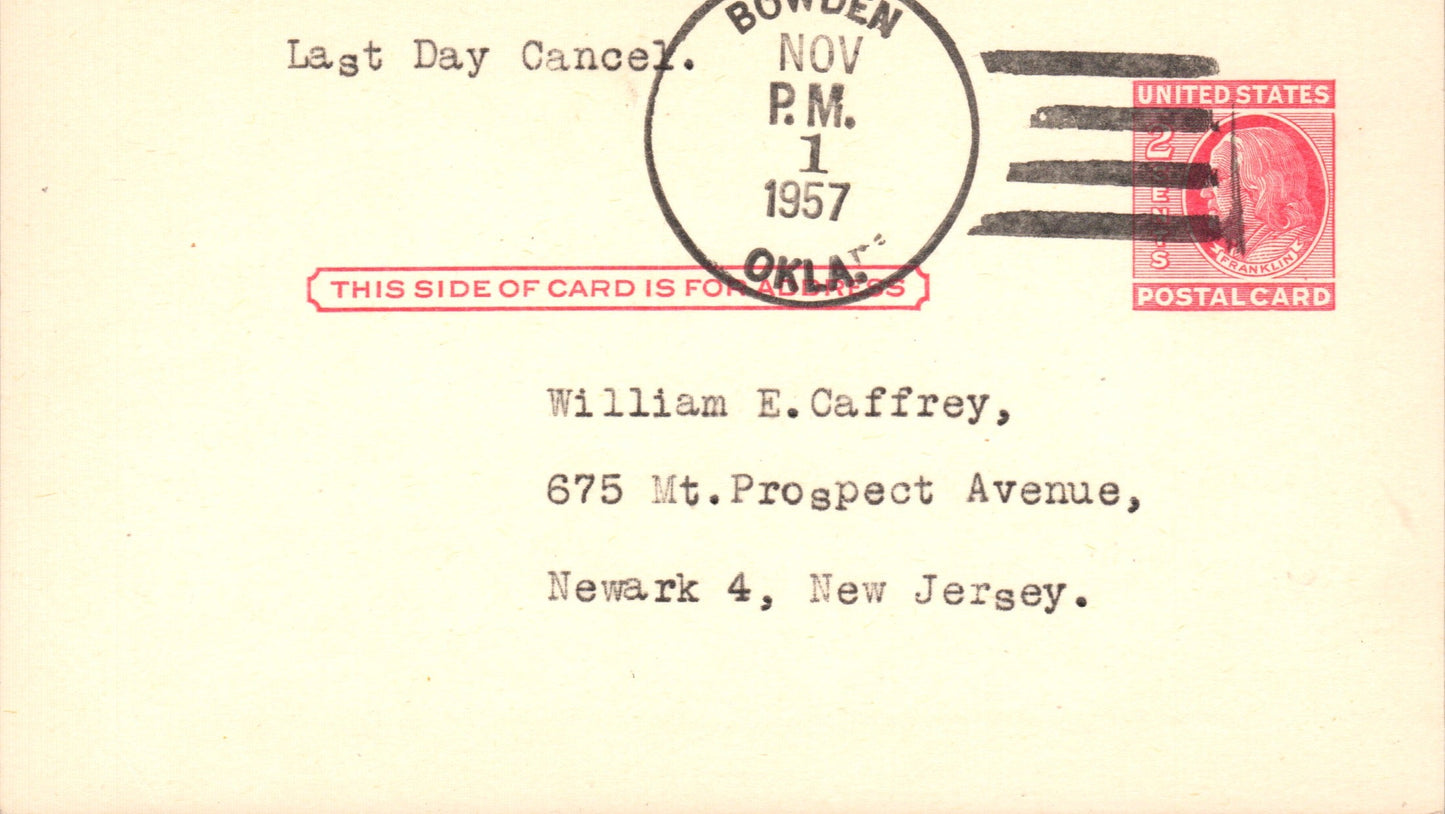 Last Day Cancel.
BOWDEN
NOV
P.M.
1
1957
OKLA.
UNITED STATES
2 CENTS
FRANKLIN
POSTAL CARD
THIS SIDE OF CARD IS FOR ADDRESS
William E.Caffrey,
675 Mt.Prospect Avenue,
Newark 4, New Jersey.